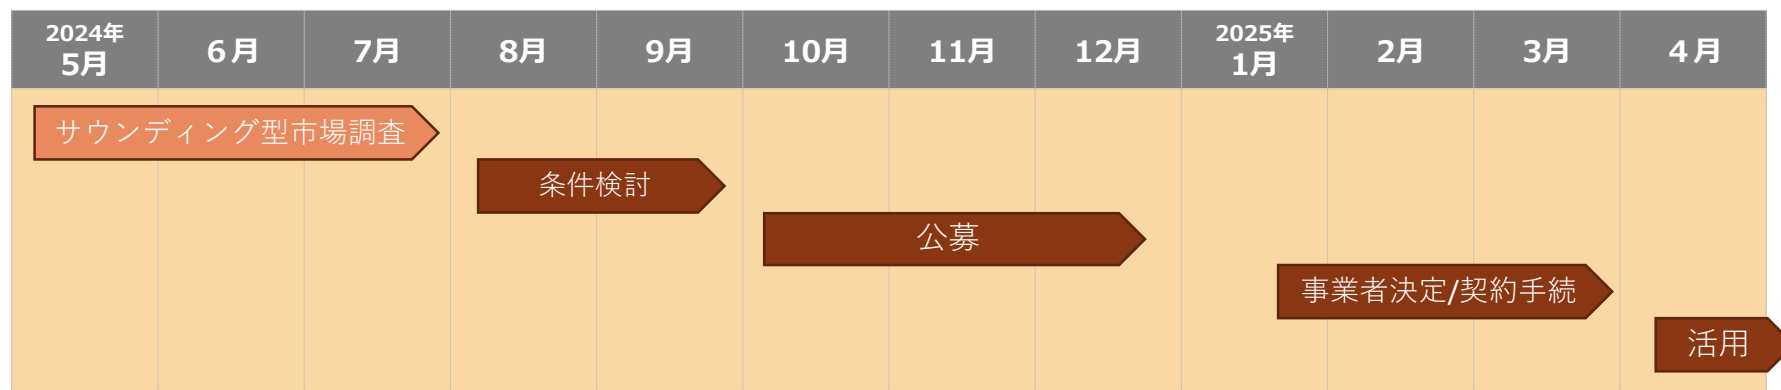 2024年
5月
６月
7月
8月
9月
10月
11月
12月
2025年
1月
2月
3月
４月
サウンディング型市場調査
条件検討
公募
事業者決定/契約手続
活用